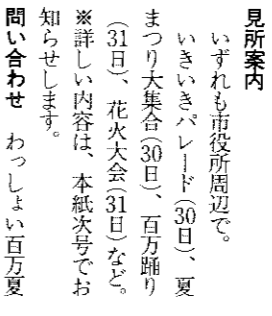 見所案内
いずれも市役所周辺で。
いきいきパレード(30日)、夏
まつり大集合(30日)、百万踊り
(31日)、花火大会(31日)など。
※詳しい内容は、本紙次号でお
知らせします。
問い合わせ　わっしょい百万夏